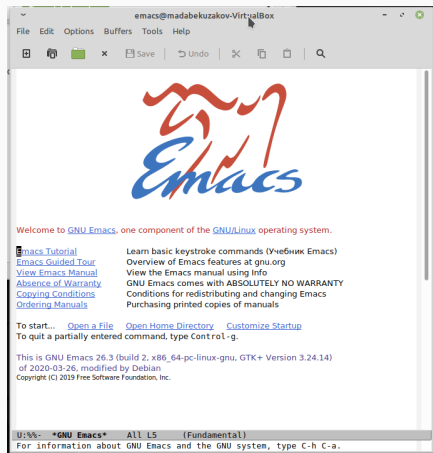 emacs@madabekuzakov-VirtualBox
File Edit Options Buffers Tools Help
Save Undo
Emacs
Welcome to GNU Emacs, one component of the GNU/Linux operating system.
Emacs Tutorial Learn basic keystroke commands (Учебник Emacs)
Emacs Guided Tour Overview of Emacs features at gnu.org
View Emacs Manual View the Emacs manual using Info
Absence of Warranty GNU Emacs comes with ABSOLUTELY NO WARRANTY
Copying Conditions Conditions for redistributing and changing Emacs
Ordering Manuals Purchasing printed copies of manuals
To start... Open a File Open Home Directory Customize Startup
To quit a partially entered command, type Control-g.
This is GNU Emacs 26.3 (build 2, x86_64-pc-linux-gnu, GTK+ Version 3.24.14)
of 2020-03-26, modified by Debian
Copyright (C) 2019 Free Software Foundation, Inc.
U:%%- *GNU Emacs* All L5 (Fundamental)
For information about GNU Emacs and the GNU system, type C-h C-a.